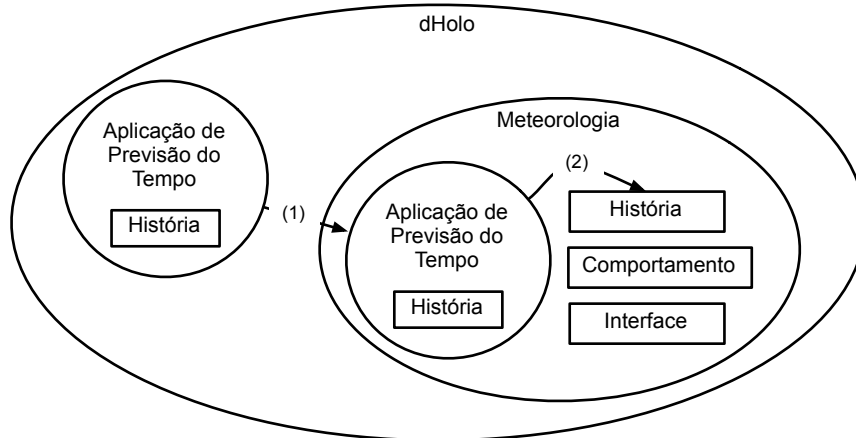 dHolo
Aplicação de
Previsão do
Tempo
História
(1)
Meteorologia
(2)
Aplicação de
Previsão do
Tempo
História
História
Comportamento
Interface